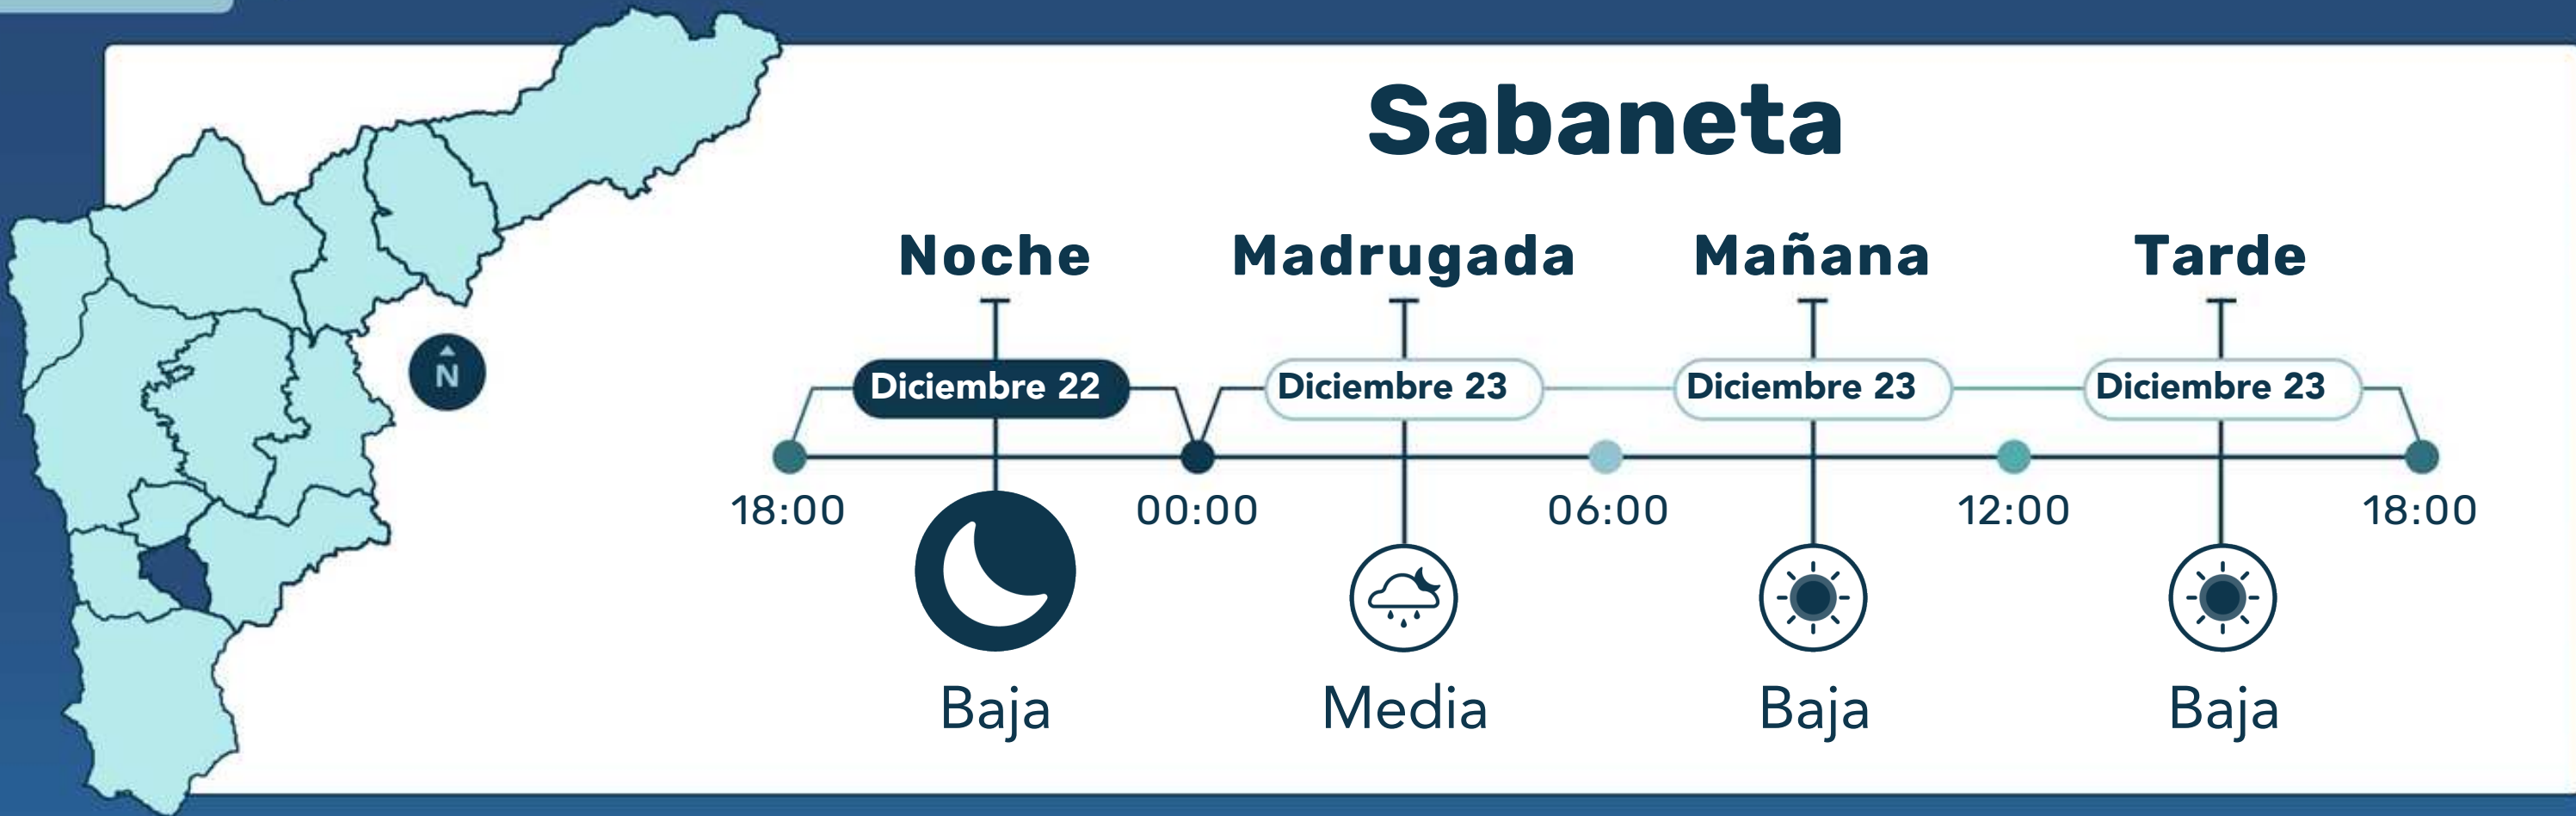 Sabaneta
Noche Madrugada Mañana Tarde
Diciembre 22 Diciembre 23 Diciembre 23 Diciembre 23
N
18:00 00:00 06:00 12:00 18:00
Baja Media Baja Baja